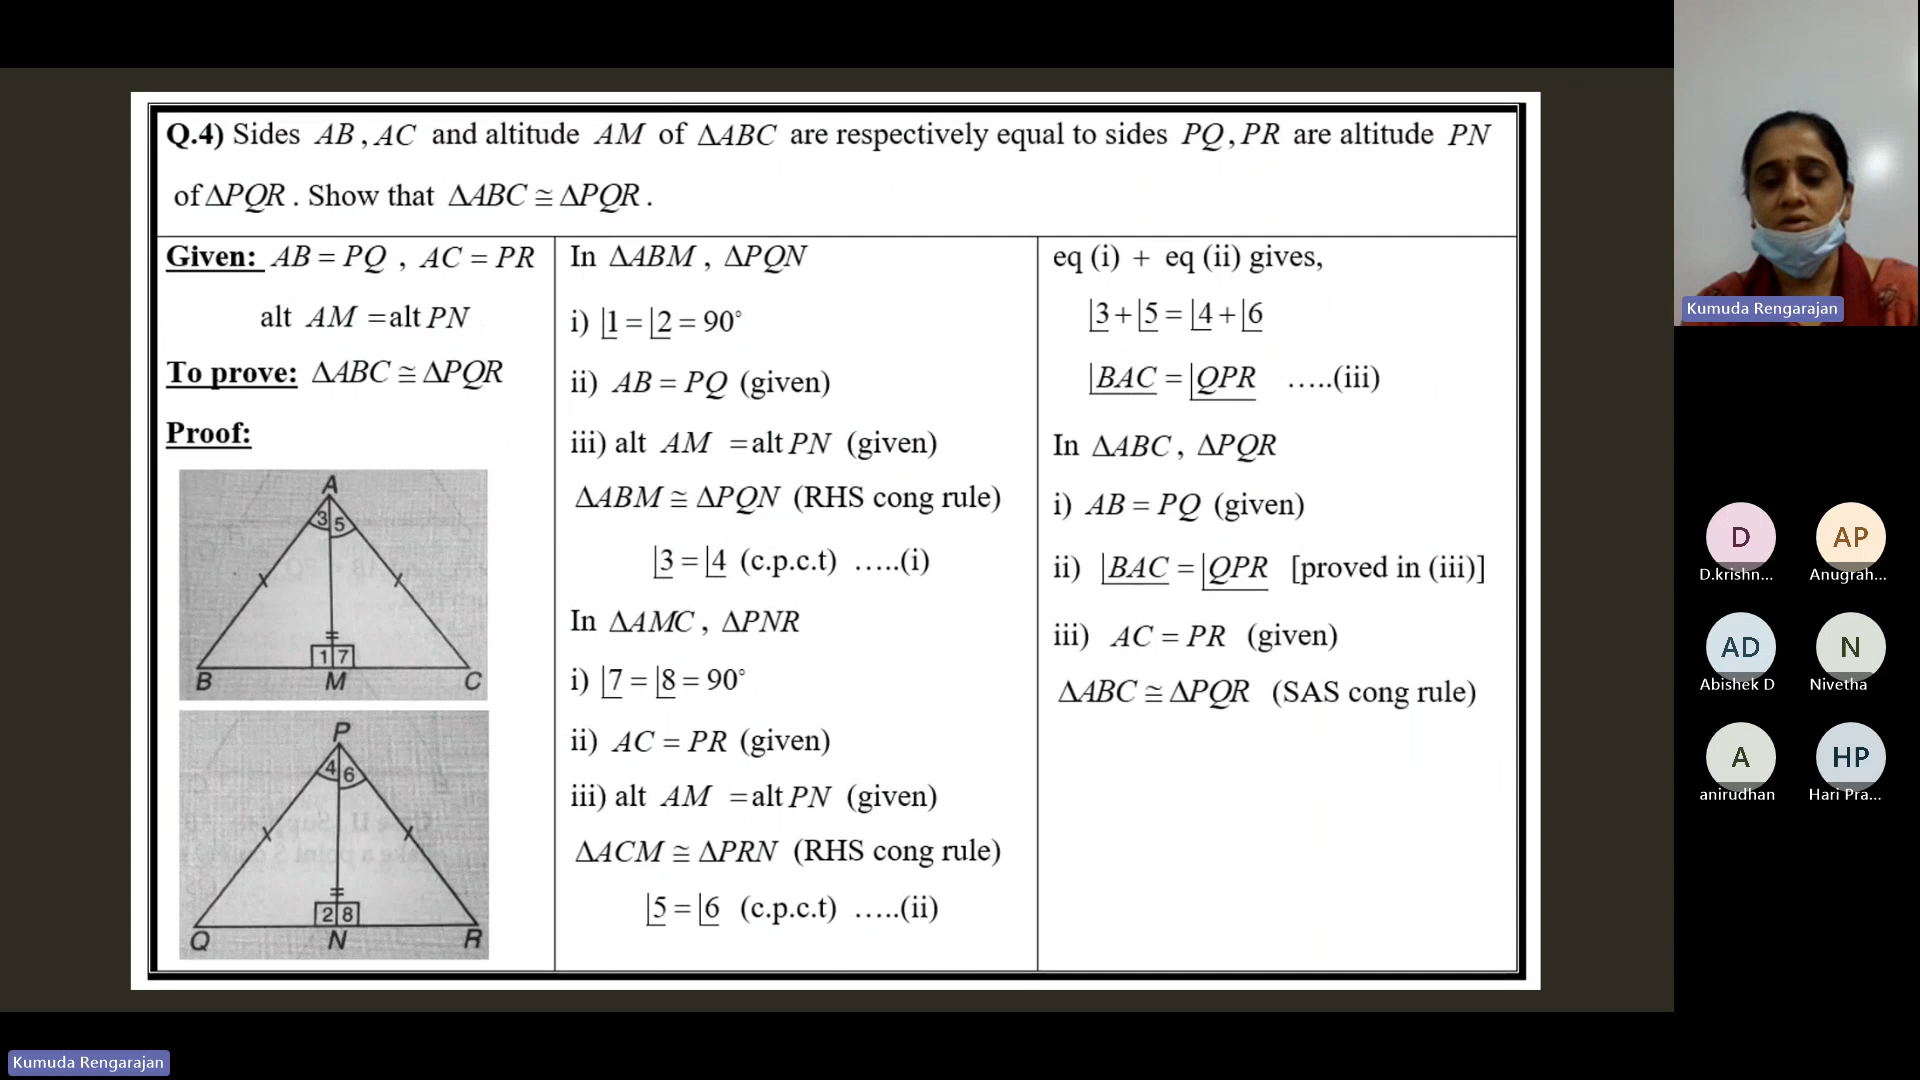 Q.4) Sides AB, AC and altitude AM of ΔABC are respectively equal to sides PQ, PR are altitude PN
of ΔPQR. Show that ΔABC ≅ ΔPQR.
Given: AB = PQ , AC = PR
alt AM = alt PN
To prove: ΔABC ≅ ΔPQR
Proof:
A
3 5
1 7
B M C
P
4 6
2 8
Q N R
In ΔABM , ΔPQN
i) ∠1 = ∠2 = 90°
ii) AB = PQ (given)
iii) alt AM = alt PN (given)
ΔABM ≅ ΔPQN (RHS cong rule)
∠3 = ∠4 (c.p.c.t) …..(i)
In ΔAMC , ΔPNR
i) ∠7 = ∠8 = 90°
ii) AC = PR (given)
iii) alt AM = alt PN (given)
ΔACM ≅ ΔPRN (RHS cong rule)
∠5 = ∠6 (c.p.c.t) …..(ii)
eq (i) + eq (ii) gives,
∠3 + ∠5 = ∠4 + ∠6
∠BAC = ∠QPR …..(iii)
In ΔABC , ΔPQR
i) AB = PQ (given)
ii) ∠BAC = ∠QPR [proved in (iii)]
iii) AC = PR (given)
ΔABC ≅ ΔPQR (SAS cong rule)
Kumuda Rengarajan
D
AP
D.krishn...
Anugrah...
AD
N
Abishek D
Nivetha
A
HP
anirudhan
Hari Pra...
Kumuda Rengarajan